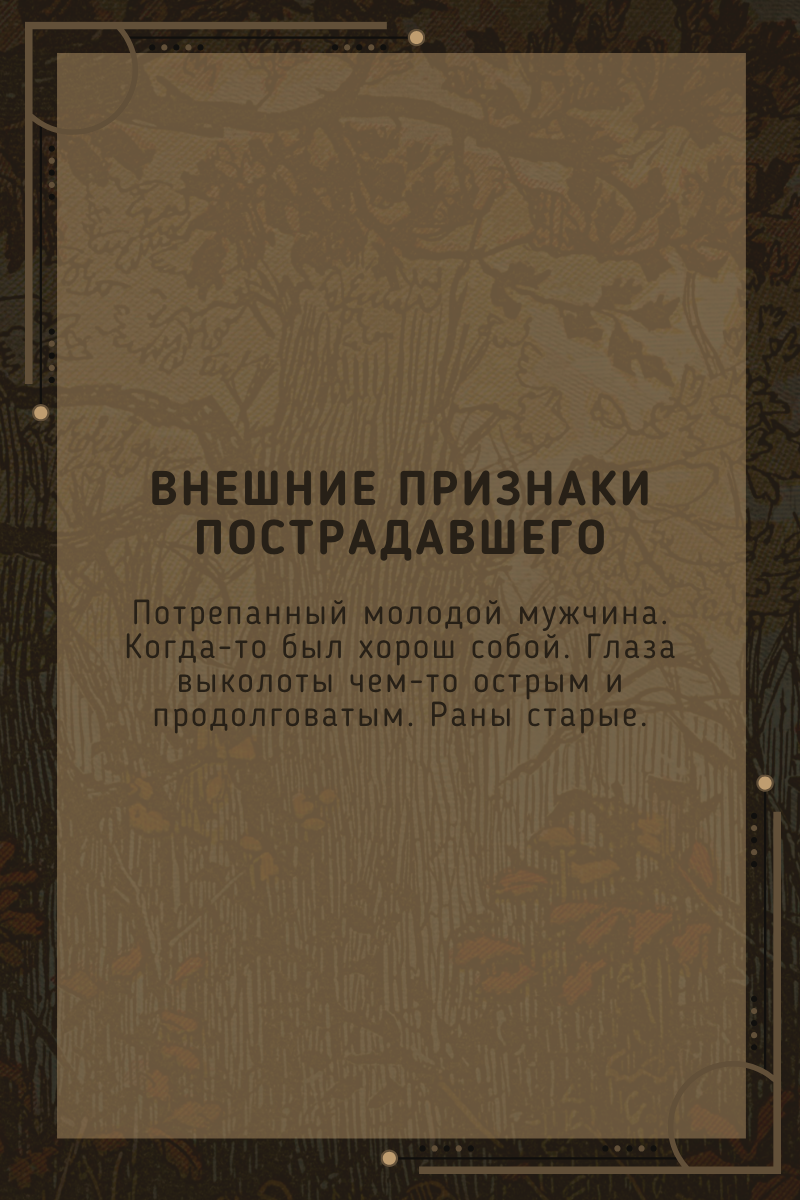 ВНЕШНИЕ ПРИЗНАКИ
ПОСТРАДАВШЕГО
Потрепанный молодой мужчина.
Когда-то был хорош собой. Глаза
выколоты чем-то острым и
продолговатым. Раны старые.